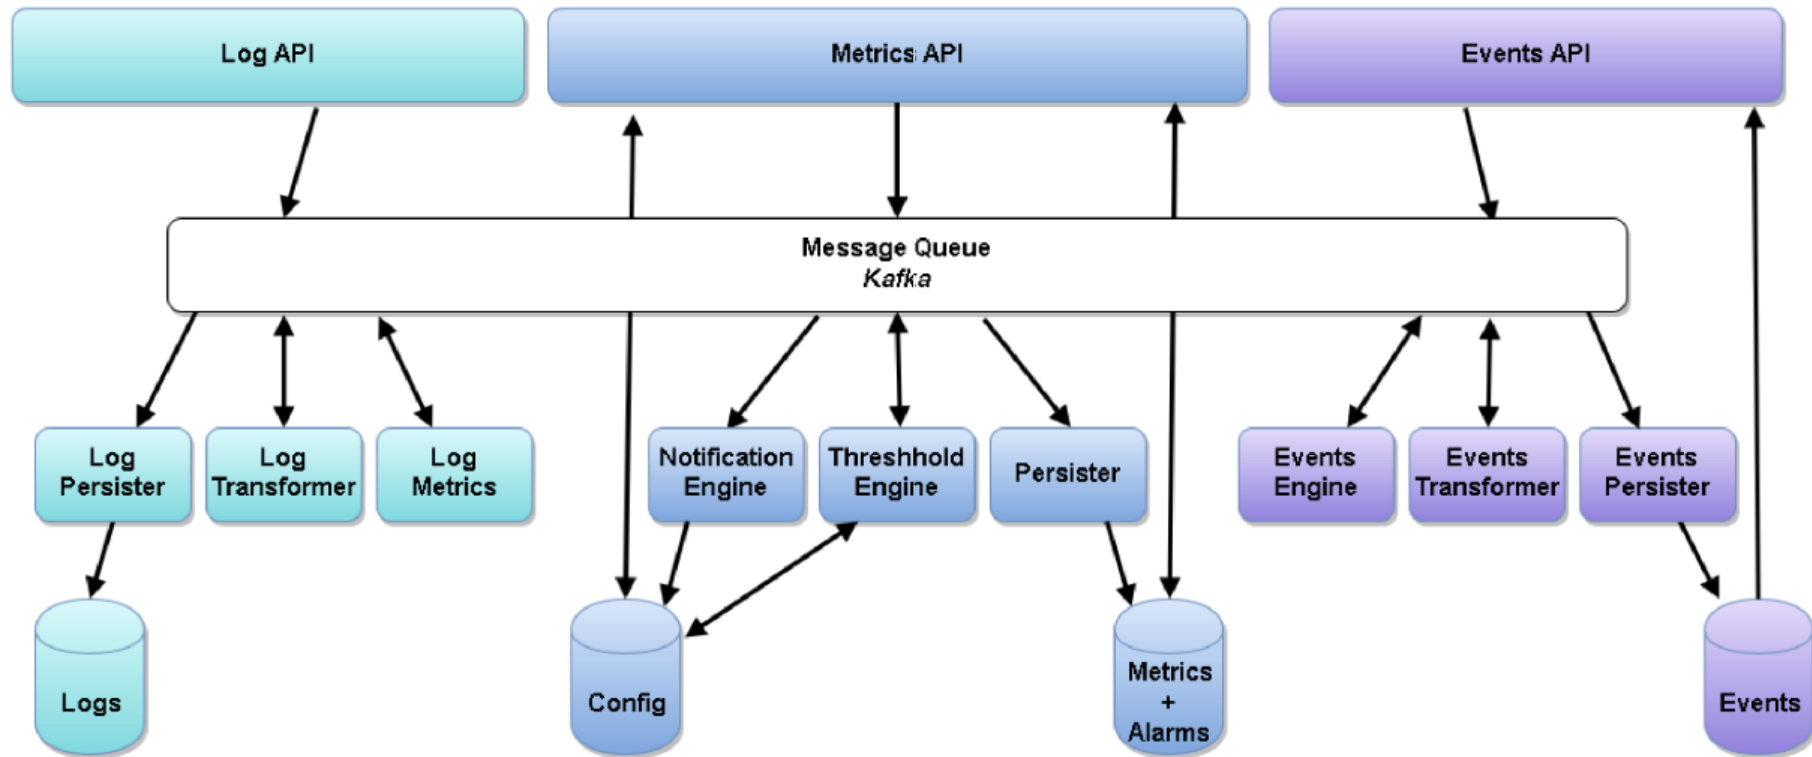 Log API
Metrics API
Events API
Message Queue
Kafka
Log
Persister
Log
Transformer
Log
Metrics
Notification
Engine
Threshhold
Engine
Persister
Events
Engine
Events
Transformer
Events
Persister
Logs
Config
Metrics
+
Alarms
Events